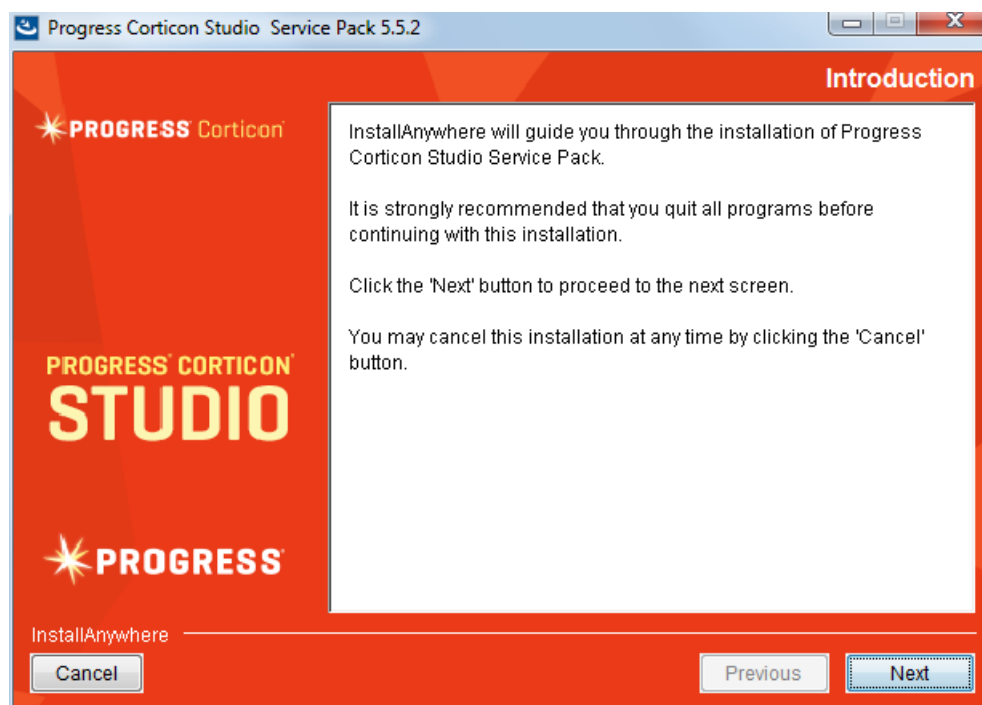 Progress Corticon Studio  Service Pack 5.5.2
Introduction
PROGRESS Corticon
InstallAnywhere will guide you through the installation of Progress
Corticon Studio Service Pack.
It is strongly recommended that you quit all programs before
continuing with this installation.
Click the 'Next' button to proceed to the next screen.
You may cancel this installation at any time by clicking the 'Cancel'
button.
PROGRESS CORTICON
STUDIO
PROGRESS
InstallAnywhere
Cancel
Previous
Next